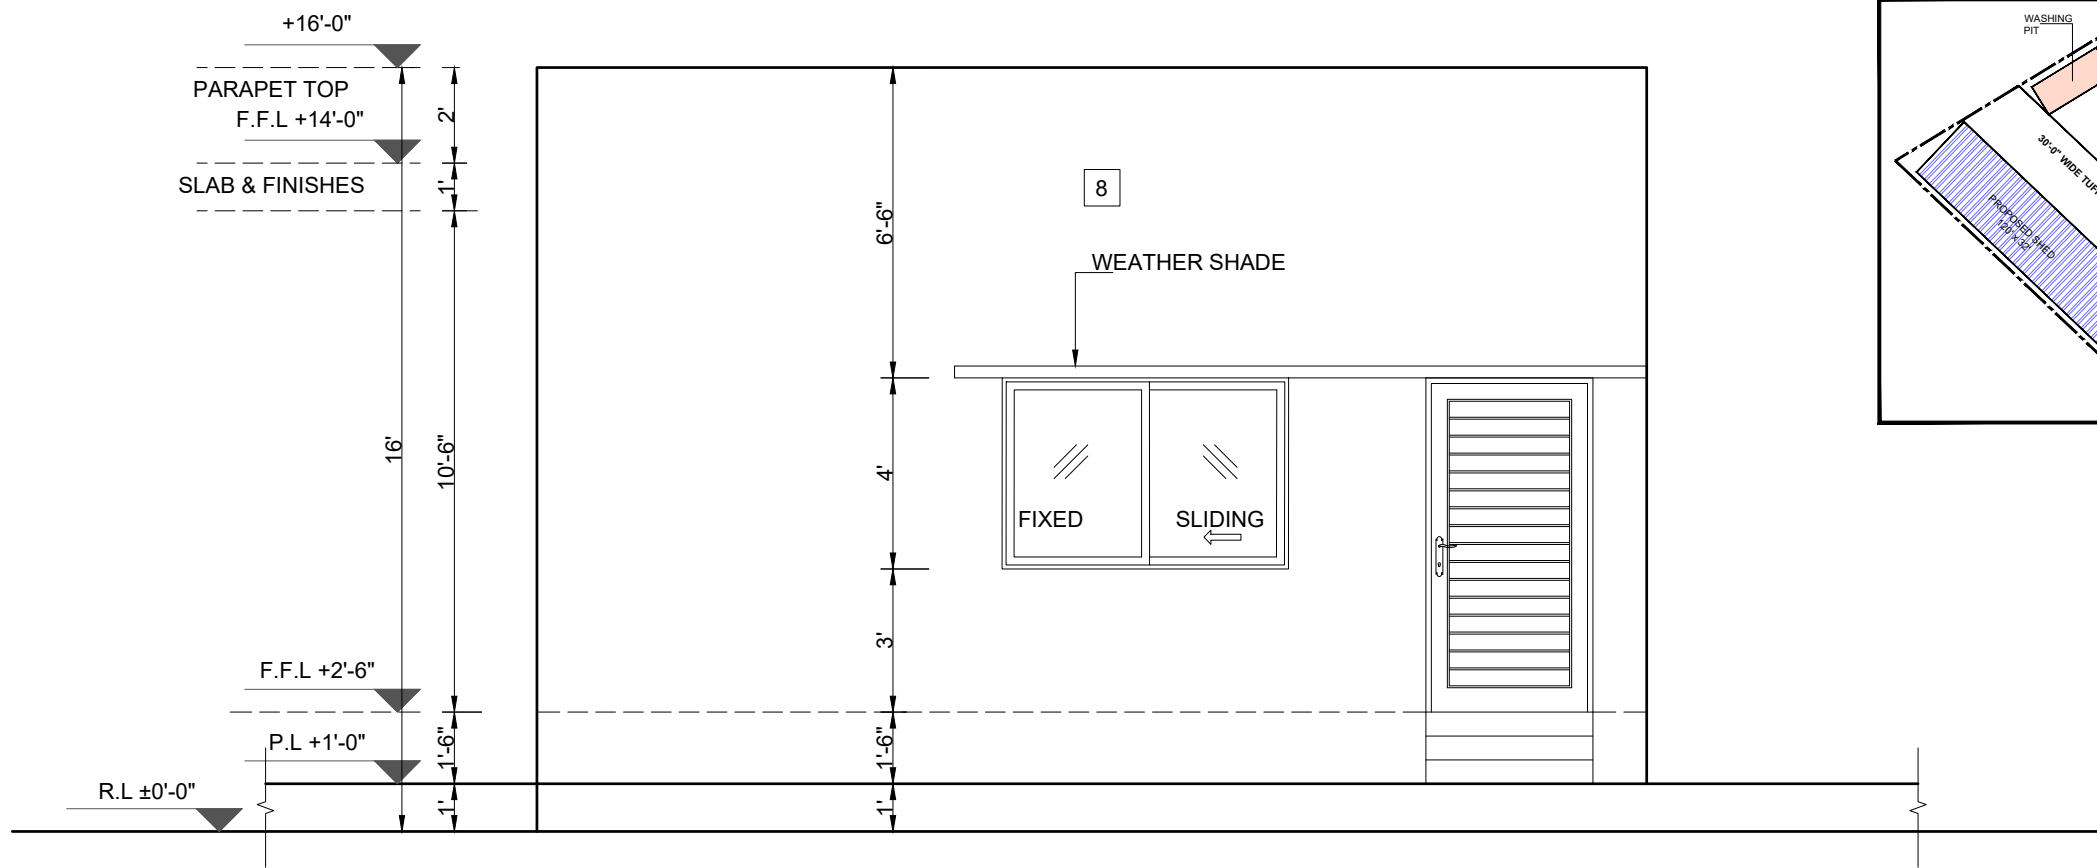 +16'-0"
PARAPET TOP
F.F.L +14'-0"
SLAB & FINISHES
F.F.L +2'-6"
P.L +1'-0"
R.L ±0'-0"
16'
2'
1'
10'-6"
1'-6"
1'
6'-6"
4'
3'
1'-6"
1'
8
WEATHER SHADE
FIXED
SLIDING
WASHING
PIT
30'-0" WIDE
PROPOSED SHED
120' x 32'